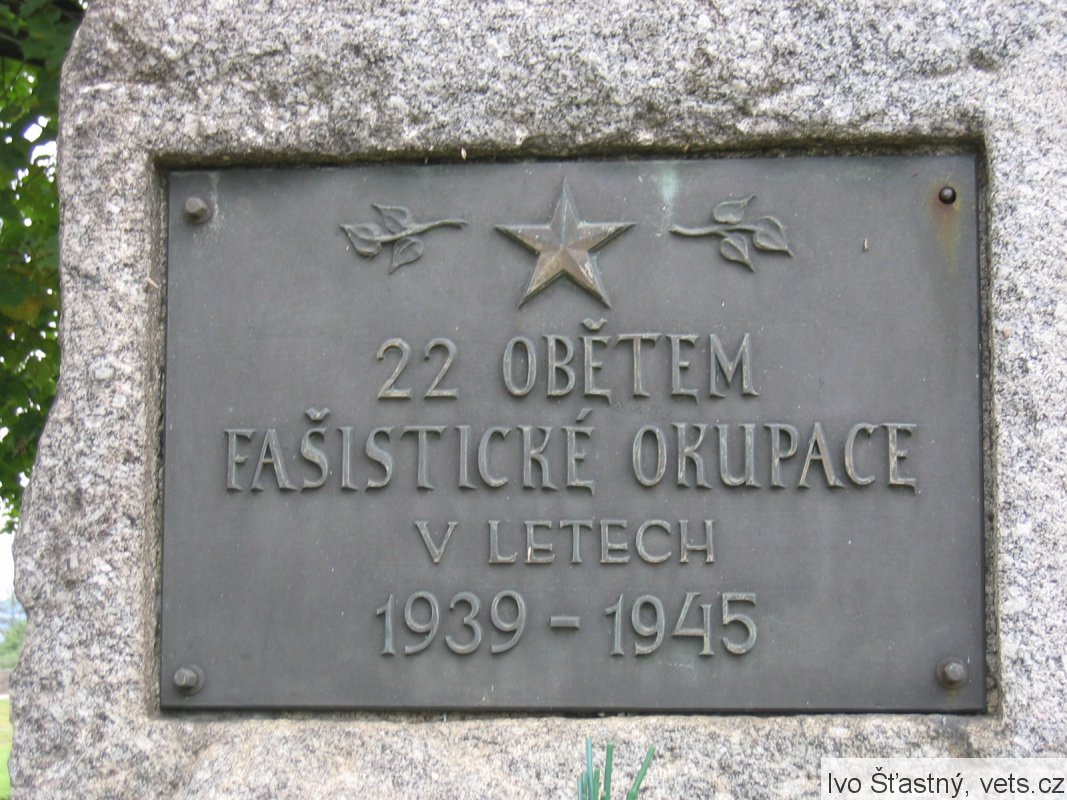 22 OBĚTEM
FAŠISTICKÉ OKUPACE
V LETECH
1939 - 1945
Ivo Šťastný, vets.cz